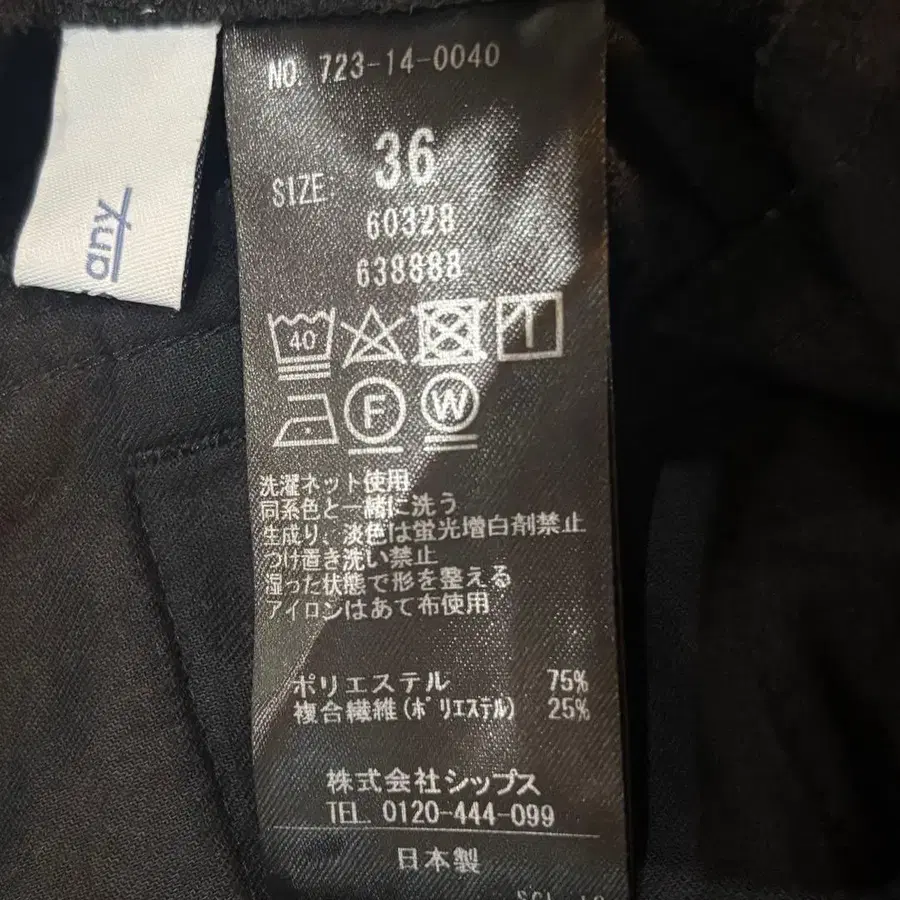 any
NO. 723-14-0040
SIZE 36
60328
638888
40
F W
洗濯ネット使用
同系色と一緒に洗う
生成り、淡色は蛍光増白剤禁止
つけ置き洗い禁止
湿った状態で形を整える
アイロンはあて布使用
ポリエステル 75%
複合繊維(ポリエステル) 25%
株式会社シップス
TEL. 0120-444-099
日本製